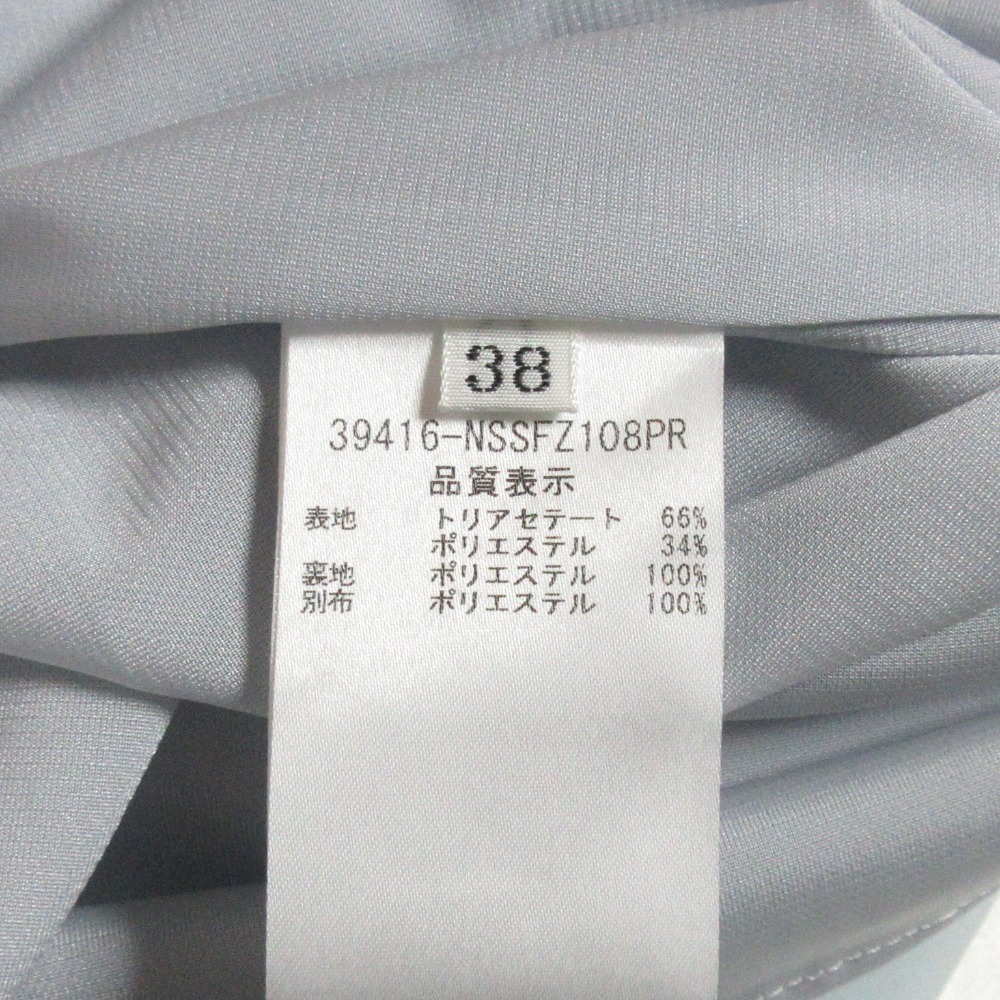 38
39416-NSSFZ108PR
品質表示
表地 トリアセテート 66%
ポリエステル 34%
裏地 ポリエステル 100%
別布 ポリエステル 100%